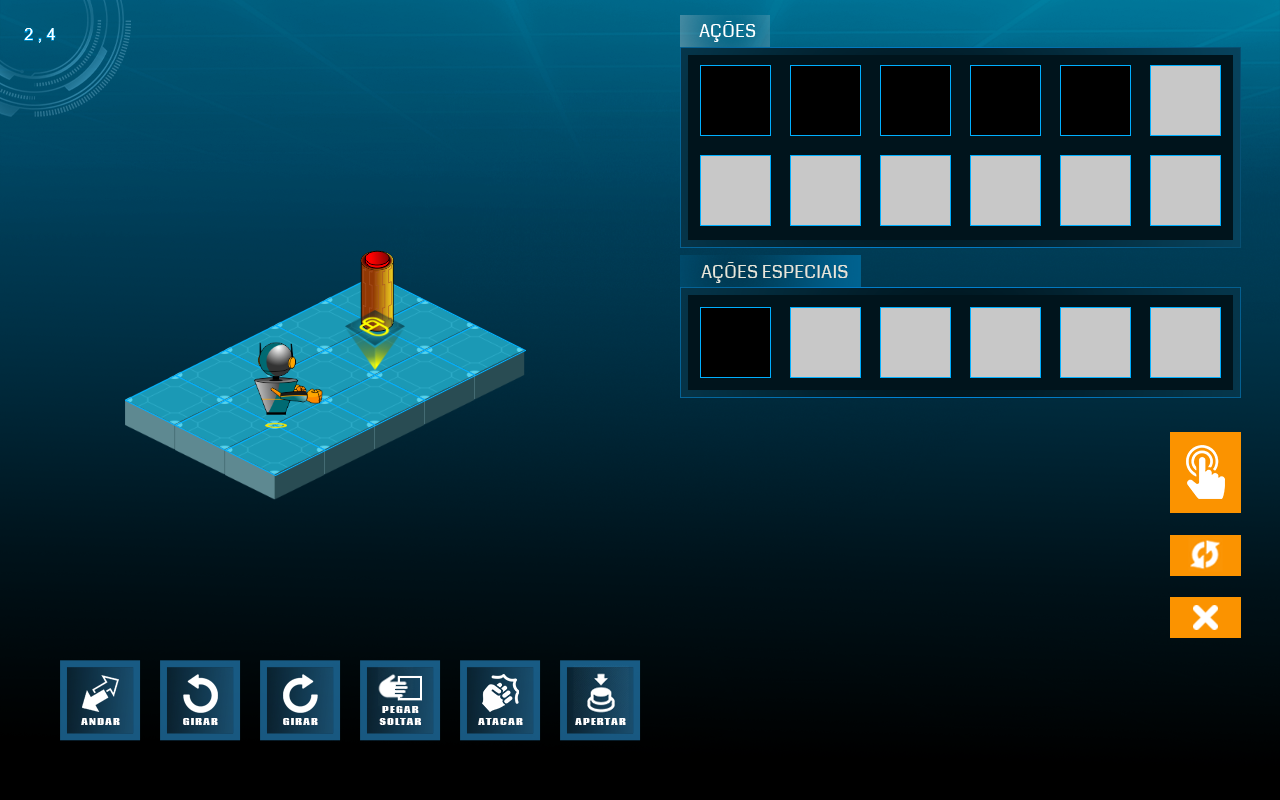 2,4
AÇÕES
AÇÕES ESPECIAIS
ANDAR
GIRAR
GIRAR
PEGAR
SOLTAR
ATACAR
APERTAR